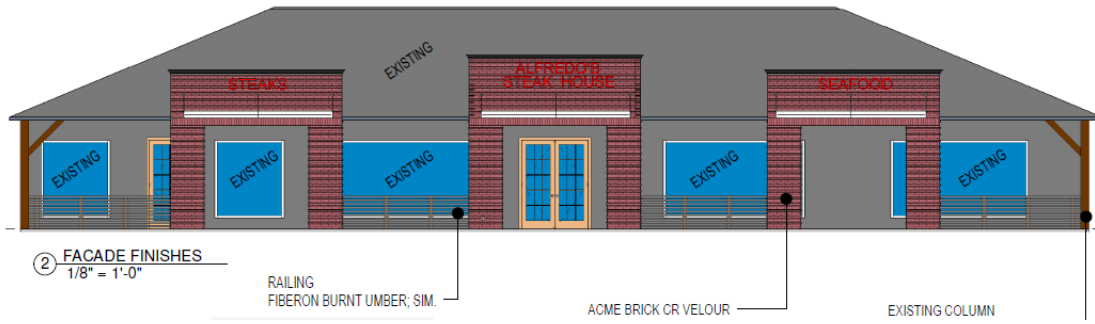 EXISTING
STEAKS
ALFREDO'S
STEAK HOUSE
SEAFOOD
EXISTING
EXISTING
EXISTING
EXISTING
EXISTING
2 FACADE FINISHES
1/8" = 1'-0"
RAILING
FIBERON BURNT UMBER; SIM.
ACME BRICK CR VELOUR
EXISTING COLUMN